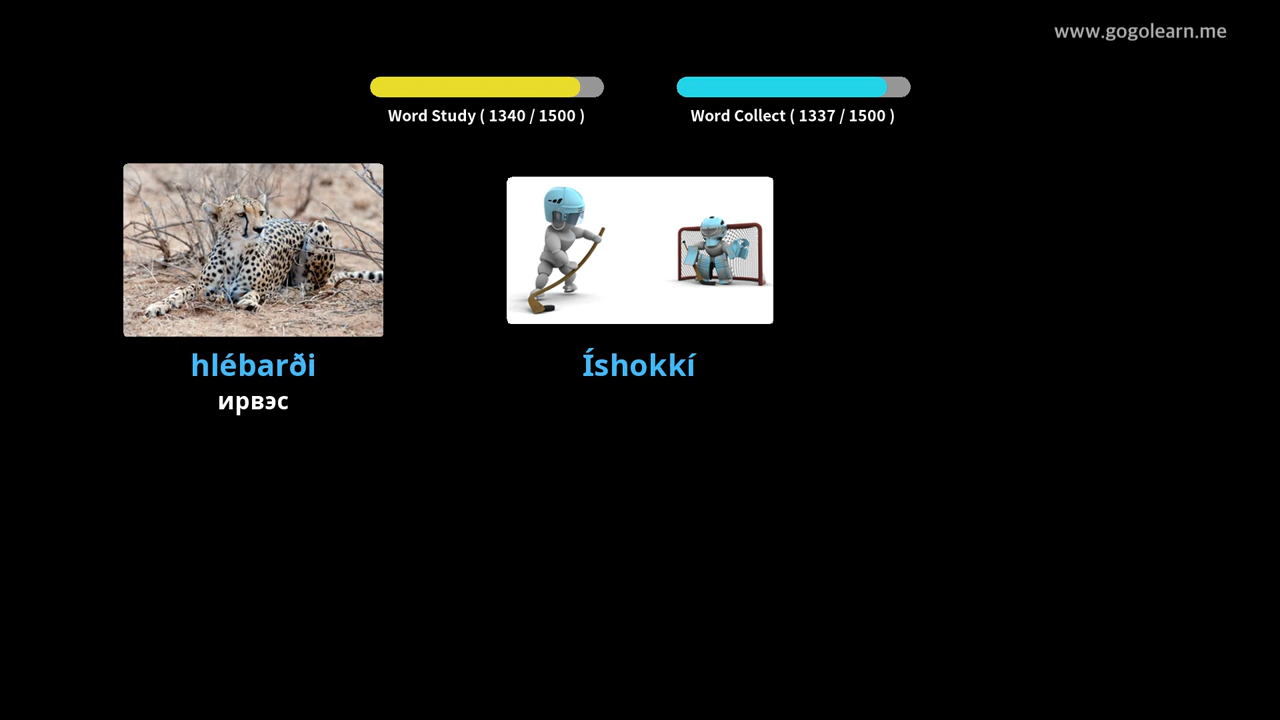 www.gogolearn.me
Word Study ( 1340 / 1500 )
Word Collect ( 1337 / 1500 )
hlébarði
ирвэс
Íshokkí